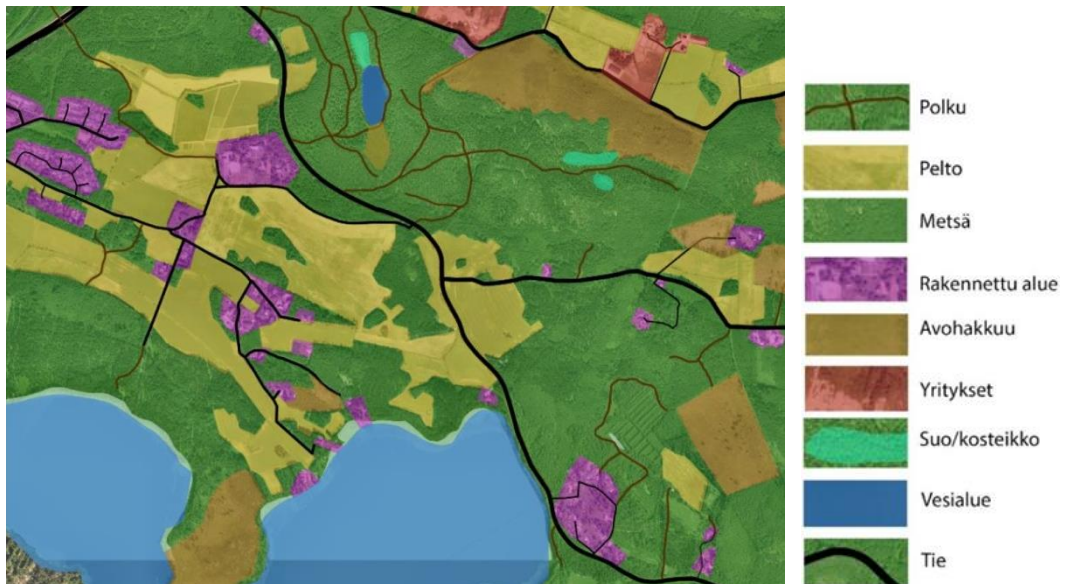 Polku
Pelto
Metsä
Rakennettu alue
Avohakkuu
Yritykset
Suo/kosteikko
Vesialue
Tie